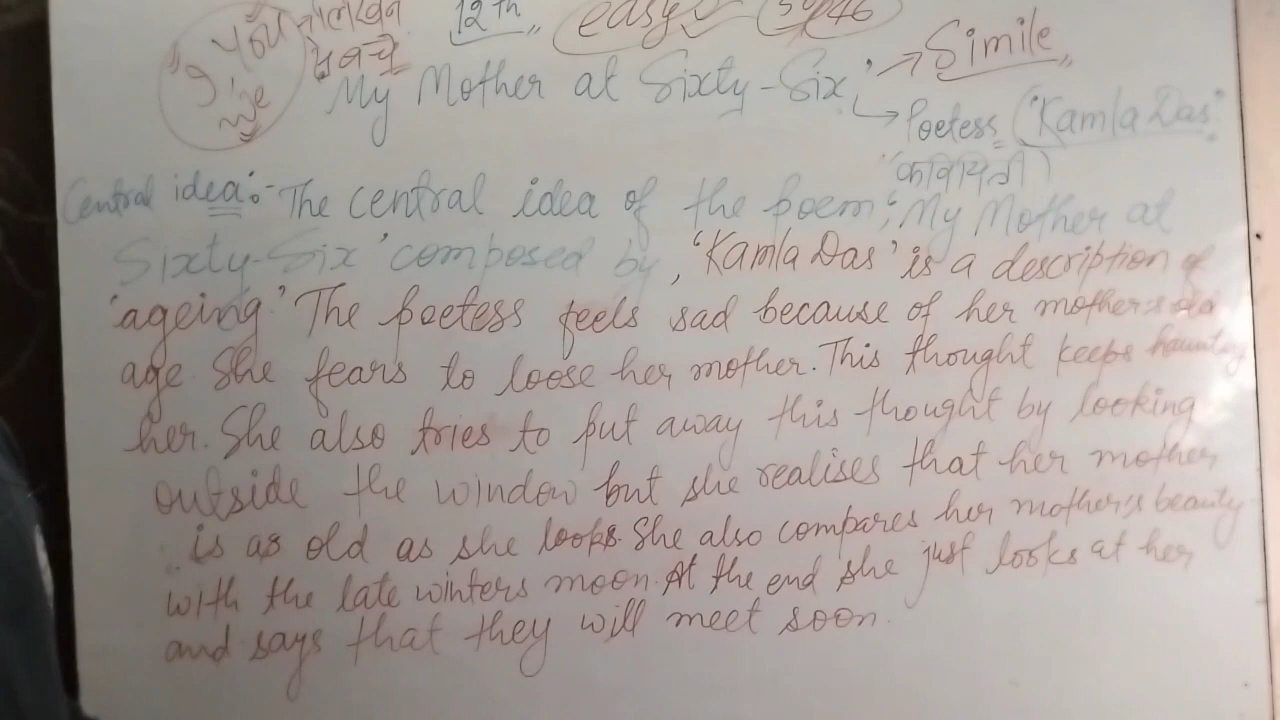 I, you
we
12th,,
easy
My Mother at Sixty-Six; → Simile,,
Poetess ("Kamla Das"
(कवियित्री)
Central idea:- The central idea of the poem, 'My Mother at
Sixty-Six' composed by, 'Kamla Das' is a description of
'ageing.' The poetess feels sad because of her mother's old
age. She fears to loose her mother. This thought keeps haunting
her. She also tries to put away this thought by looking
outside the window but she realises that her mother
is as old as she looks. She also compares her mother's beauty
with the late winters moon. At the end she just looks at her
and says that they will meet soon.